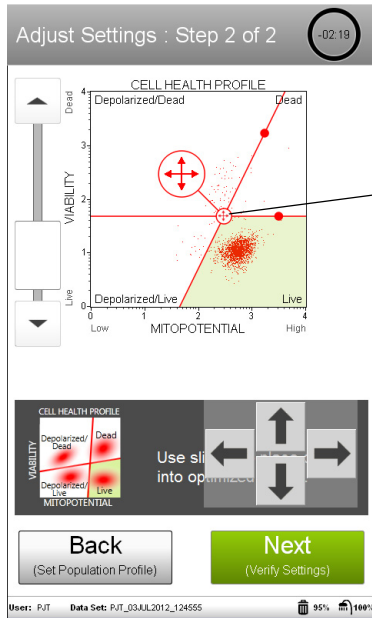 Adjust Settings : Step 2 of 2
-02:19
CELL HEALTH PROFILE
Dead
Depolarized/Dead
Dead
4
3
2
1
0
VIABILITY
Live
Depolarized/Live
Live
0 1 2 3 4
Low
MITOPOTENTIAL
High
CELL HEALTH PROFILE
Depolarized/
Dead
Dead
VIABILITY
Depolarized/
Live
Live
MITOPOTENTIAL
Use
into
Back
(Set Population Profile)
Next
(Verify Settings)
User: PJT
Data Set: PJT_03JUL2012_124555
95%
100%